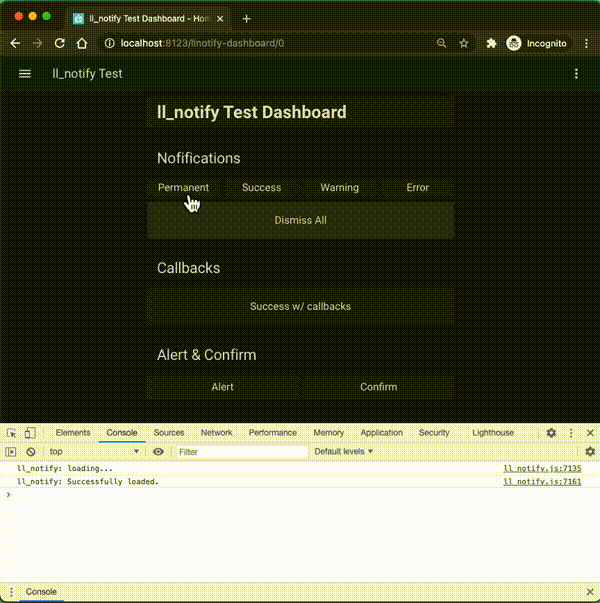 ll_notify Test Dashboard - Ho
localhost:8123/llnotify-dashboard/0
Incognito
ll_notify Test
ll_notify Test Dashboard
Nofifications
Permanent Success Warning Error
Dismiss All
Callbacks
Success w/ callbacks
Alert & Confirm
Alert Confirm
Elements Console Sources Network Performance Memory Application Security Lighthouse
top Filter Default levels
ll_notify: loading... ll_notify.js:7135
ll_notify: Successfully loaded. ll_notify.js:7161
Console